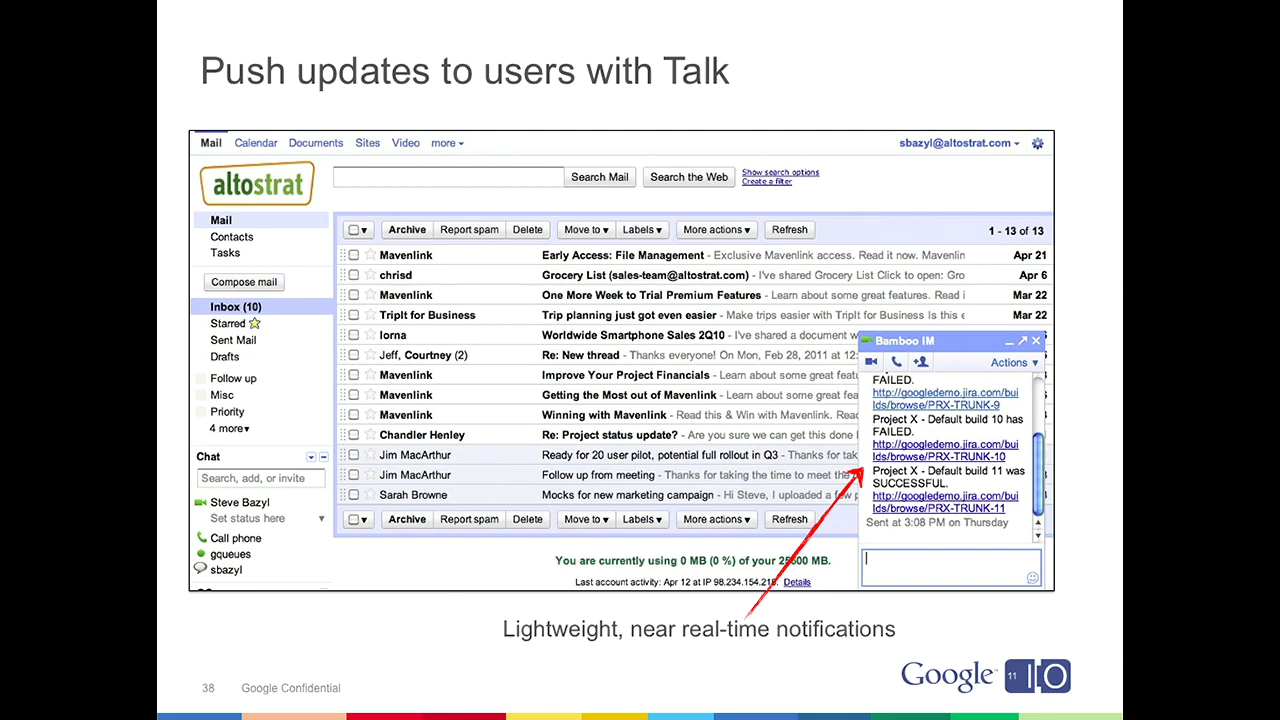 Push updates to users with Talk
Mail Calendar Documents Sites Video more
sbazyl@altostrat.com
altostrat
Search Mail
Search the Web
Show search options
Create a filter
Mail
Contacts
Tasks
Compose mail
Inbox (10)
Starred
Sent Mail
Drafts
Follow up
Misc
Priority
4 more
Chat
Search, add, or invite
Steve Bazyl
Set status here
Call phone
gqueues
sbazyl
Archive Report spam Delete Move to Labels More actions Refresh 1 - 13 of 13
Mavenlink Early Access: File Management - Exclusive Mavenlink access. Read it now. Mavenlin Apr 21
chrisd Grocery List (sales-team@altostrat.com) - I've shared Grocery List Click to open: Gro Apr 6
Mavenlink One More Week to Trial Premium Features - Learn about some great features. Read i Mar 22
TripIt for Business Trip planning just got even easier - Make trips easier with TripIt for Business Is this e Mar 22
lorna Worldwide Smartphone Sales 2Q10 - I've shared a document w
Jeff, Courtney (2) Re: New thread - Thanks everyone! On Mon, Feb 28, 2011 at 12:
Mavenlink Improve Your Project Financials - Learn about some great featu
Mavenlink Getting the Most out of Mavenlink - Learn about some great fea
Mavenlink Winning with Mavenlink - Read this & Win with Mavenlink. Read
Chandler Henley Re: Project status update? - Are you sure we can get this done
Jim MacArthur Ready for 20 user pilot, potential full rollout in Q3 - Thanks for tak
Jim MacArthur Follow up from meeting - Thanks for taking the time to meet the
Sarah Browne Mocks for new marketing campaign - Hi Steve, I uploaded a few p
Archive Report spam Delete Move to Labels More actions Refresh
You are currently using 0 MB (0 %) of your 25600 MB.
Last account activity: Apr 12 at IP 98.234.154.216. Details
Bamboo IM
Actions
FAILED.
http://googledemo.jira.com/bui
lds/browse/PRX-TRUNK-9
Project X - Default build 10 has
FAILED.
http://googledemo.jira.com/bui
lds/browse/PRX-TRUNK-10
Project X - Default build 11 was
SUCCESSFUL.
http://googledemo.jira.com/bui
lds/browse/PRX-TRUNK-11
Sent at 3:08 PM on Thursday
Lightweight, near real-time notifications
38 Google Confidential
Google 11 IO